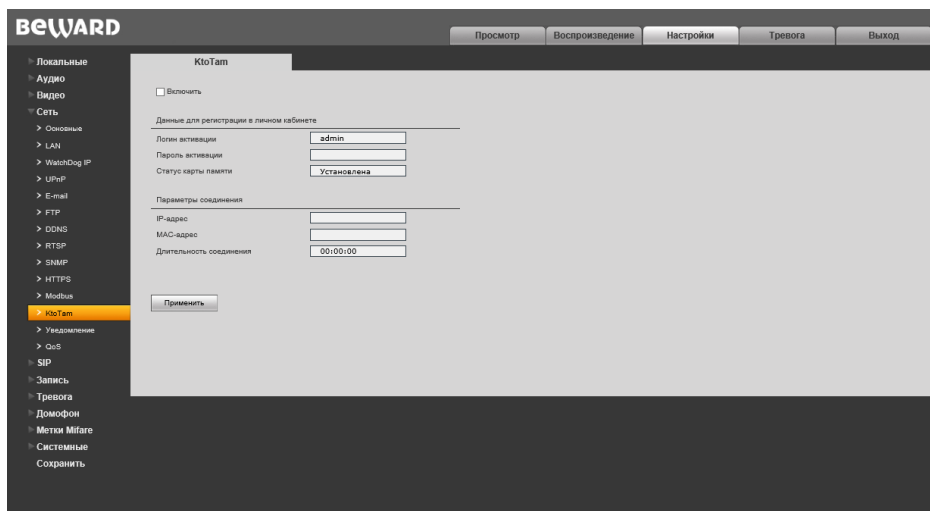 BEWARD
Просмотр
Воспроизведение
Настройки
Тревога
Выход
Локальные
Аудио
Видео
Сеть
Основные
LAN
WatchDog IP
UPnP
E-mail
FTP
DDNS
RTSP
SNMP
HTTPS
Modbus
KtoTam
Уведомление
QoS
SIP
Запись
Тревога
Домофон
Метки Mifare
Системные
Сохранить
KtoTam
Включить
Данные для регистрации в личном кабинете
Логин активации admin
Пароль активации
Статус карты памяти Установлена
Параметры соединения
IP-адрес
MAC-адрес
Длительность соединения 00:00:00
Применить